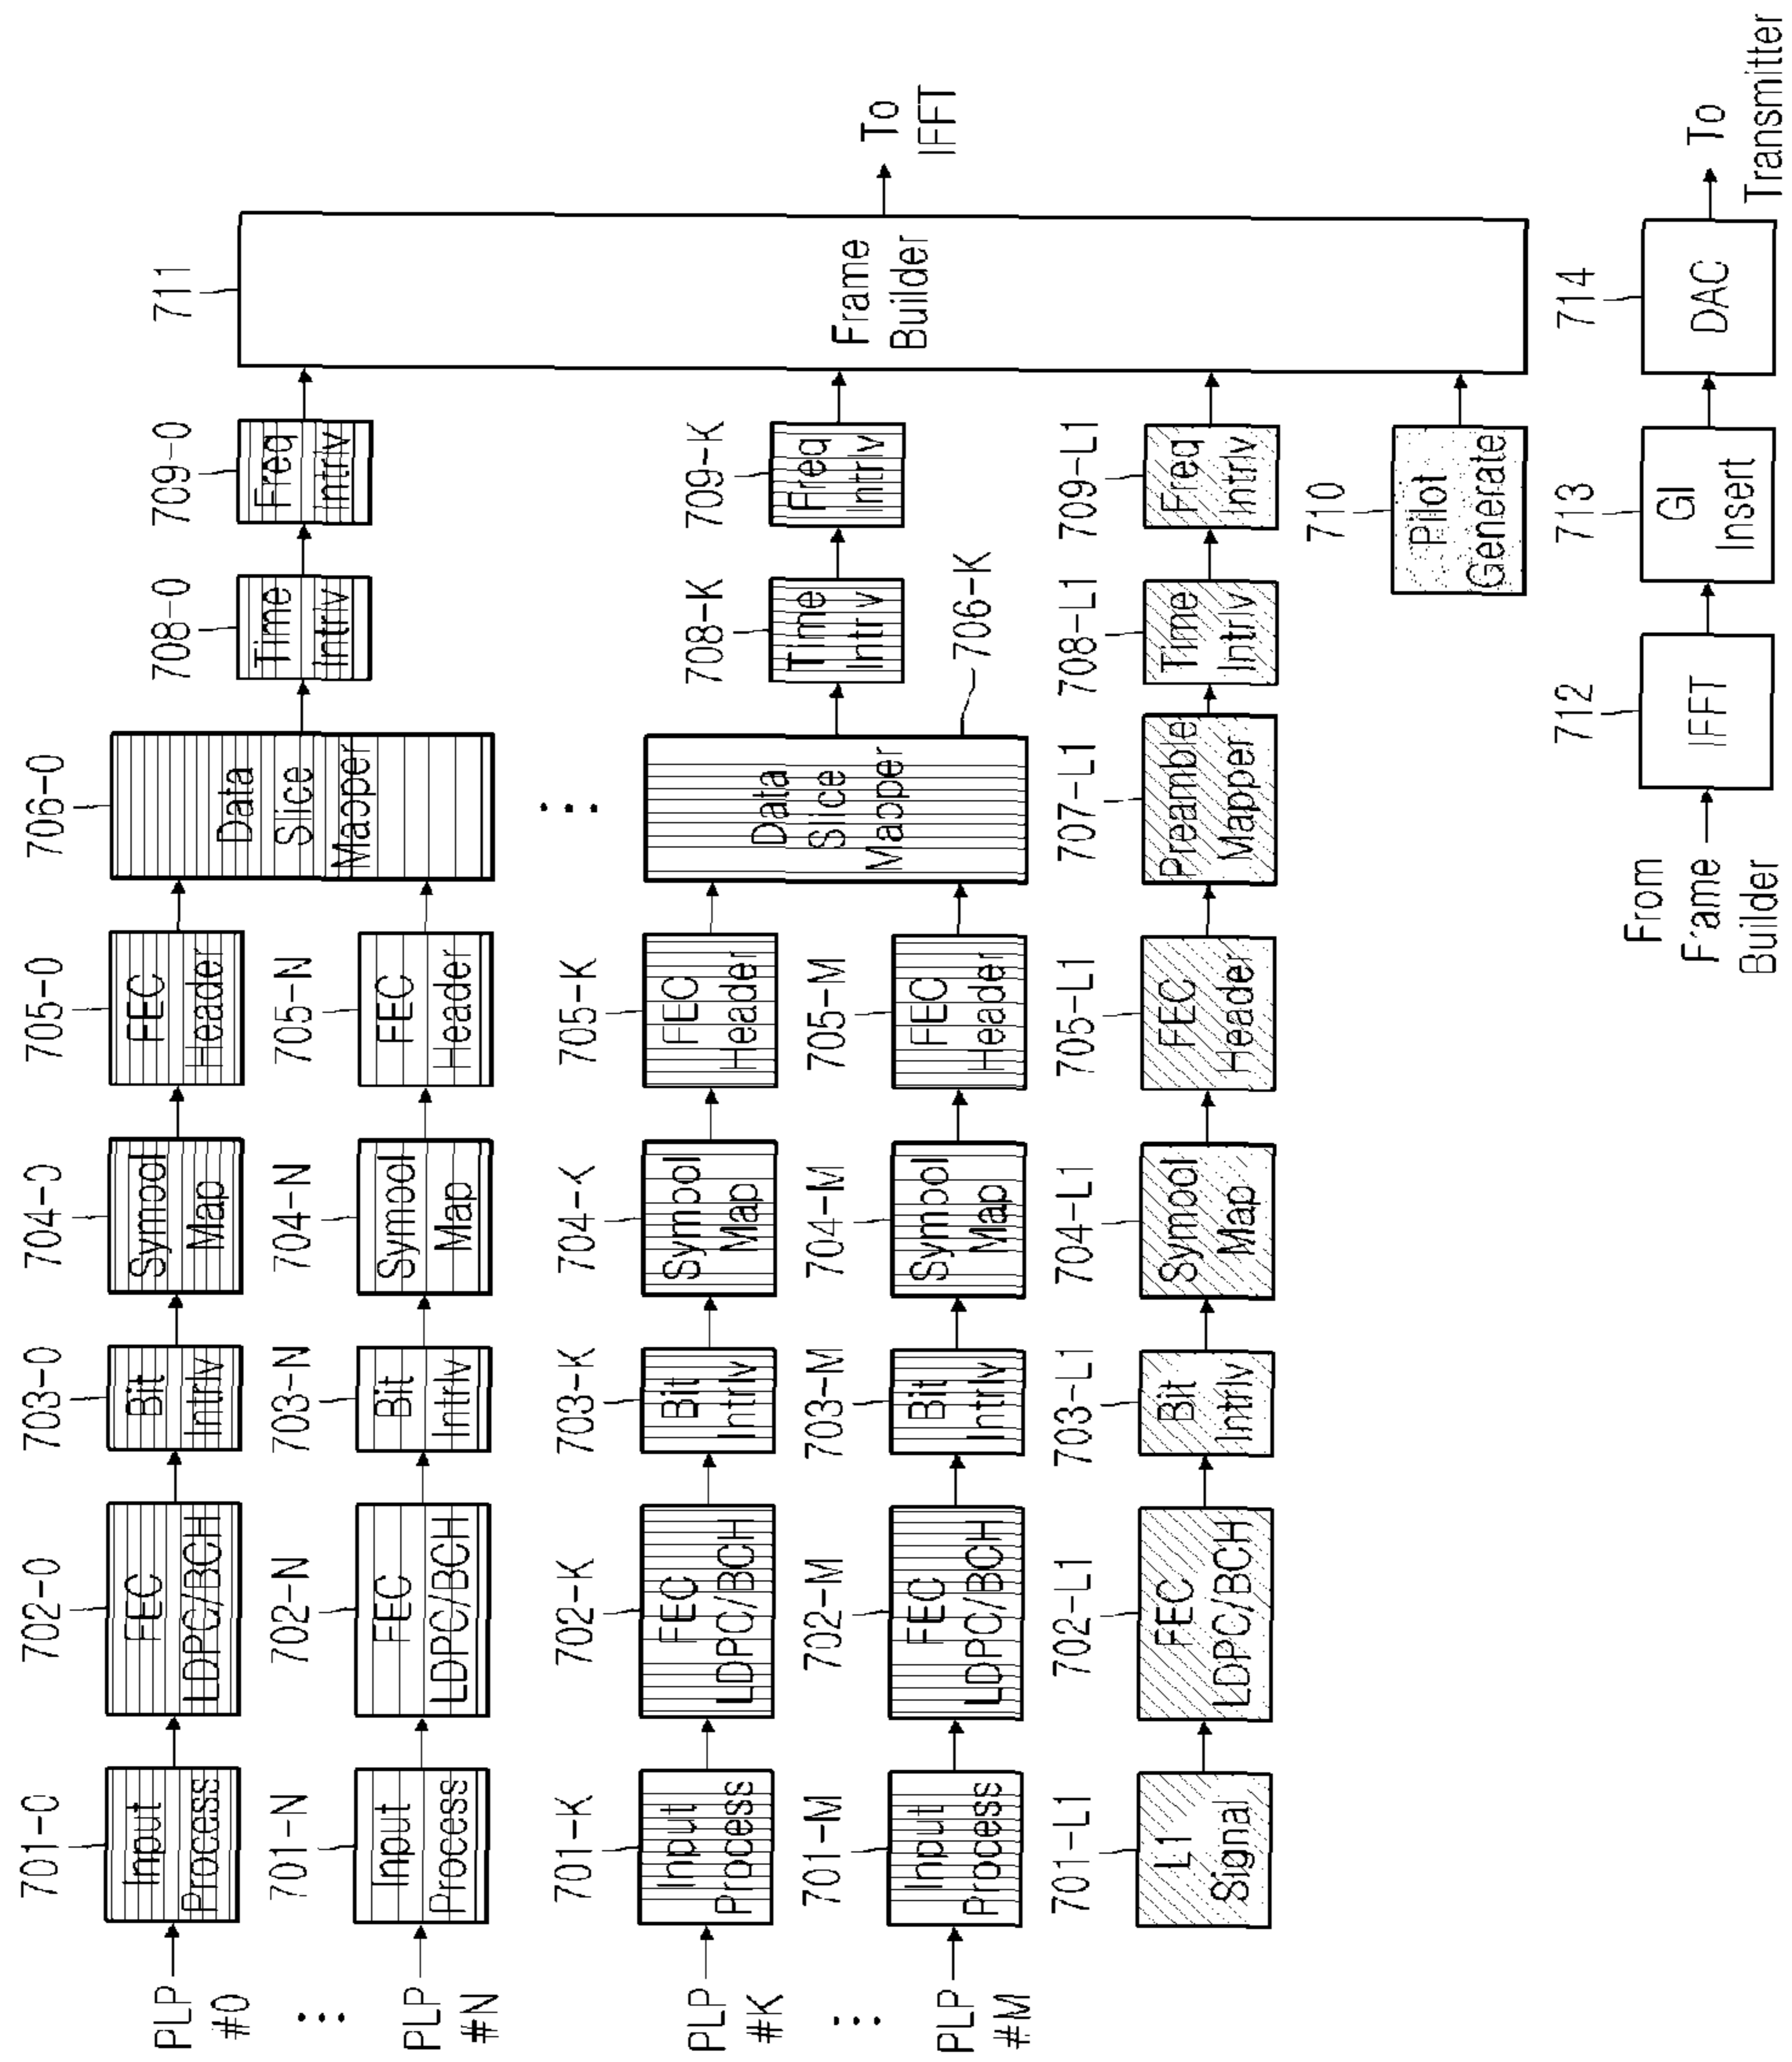 701-0
702-0
703-0
704-0
705-0
706-0
708-0
709-0
711
PLP
#0
Input
Process
FEC
LDPC/BCH
Bit
Intrlv
Symbol
Map
FEC
Header
Data
Slice
Mapper
Time
Intrlv
Freq
Intrlv
Frame
Builder
To
IFFT
701-N
702-N
703-N
704-N
705-N
PLP
#N
Input
Process
FEC
LDPC/BCH
Bit
Intrlv
Symbol
Map
FEC
Header
701-K
702-K
703-K
704-K
705-K
708-K
709-K
PLP
#K
Input
Process
FEC
LDPC/BCH
Bit
Intrlv
Symbol
Map
FEC
Header
Data
Slice
Mapper
Time
Intrlv
Freq
Intrlv
706-K
701-M
702-M
703-M
704-M
705-M
PLP
#M
Input
Process
FEC
LDPC/BCH
Bit
Intrlv
Symbol
Map
FEC
Header
701-L1
702-L1
703-L1
704-L1
705-L1
707-L1
708-L1
709-L1
L1
Signal
FEC
LDPC/BCH
Bit
Intrlv
Symbol
Map
FEC
Header
Preamble
Mapper
Time
Intrlv
Freq
Intrlv
710
Pilot
Generate
712
713
714
From
Frame
Builder
IFFT
GI
Insert
DAC
To
Transmitter